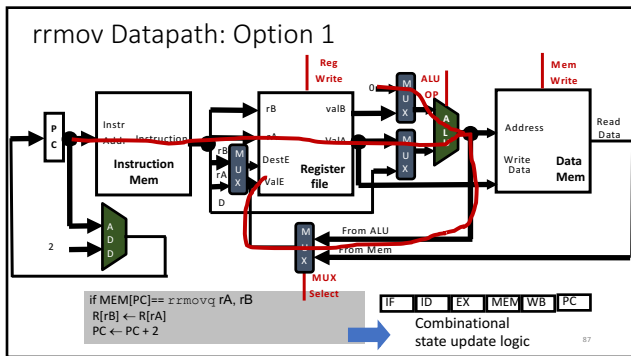 rrmov Datapath: Option 1
Reg
Write
ALU
OP
Mem
Write
P
C
Instr
Addr
Instruction
Instruction
Mem
rB
rA
rB
rA
D
M
U
X
DestE
ValE
valB
ValA
Register
file
0
M
U
X
M
U
X
A
L
Address
Write
Data
Data
Mem
Read
Data
A
D
D
2
M
U
X
From ALU
From Mem
MUX
Select
if MEM[PC]== rrmovq rA, rB
R[rB] ← R[rA]
PC ← PC + 2
IF ID EX MEM WB PC
Combinational
state update logic
87